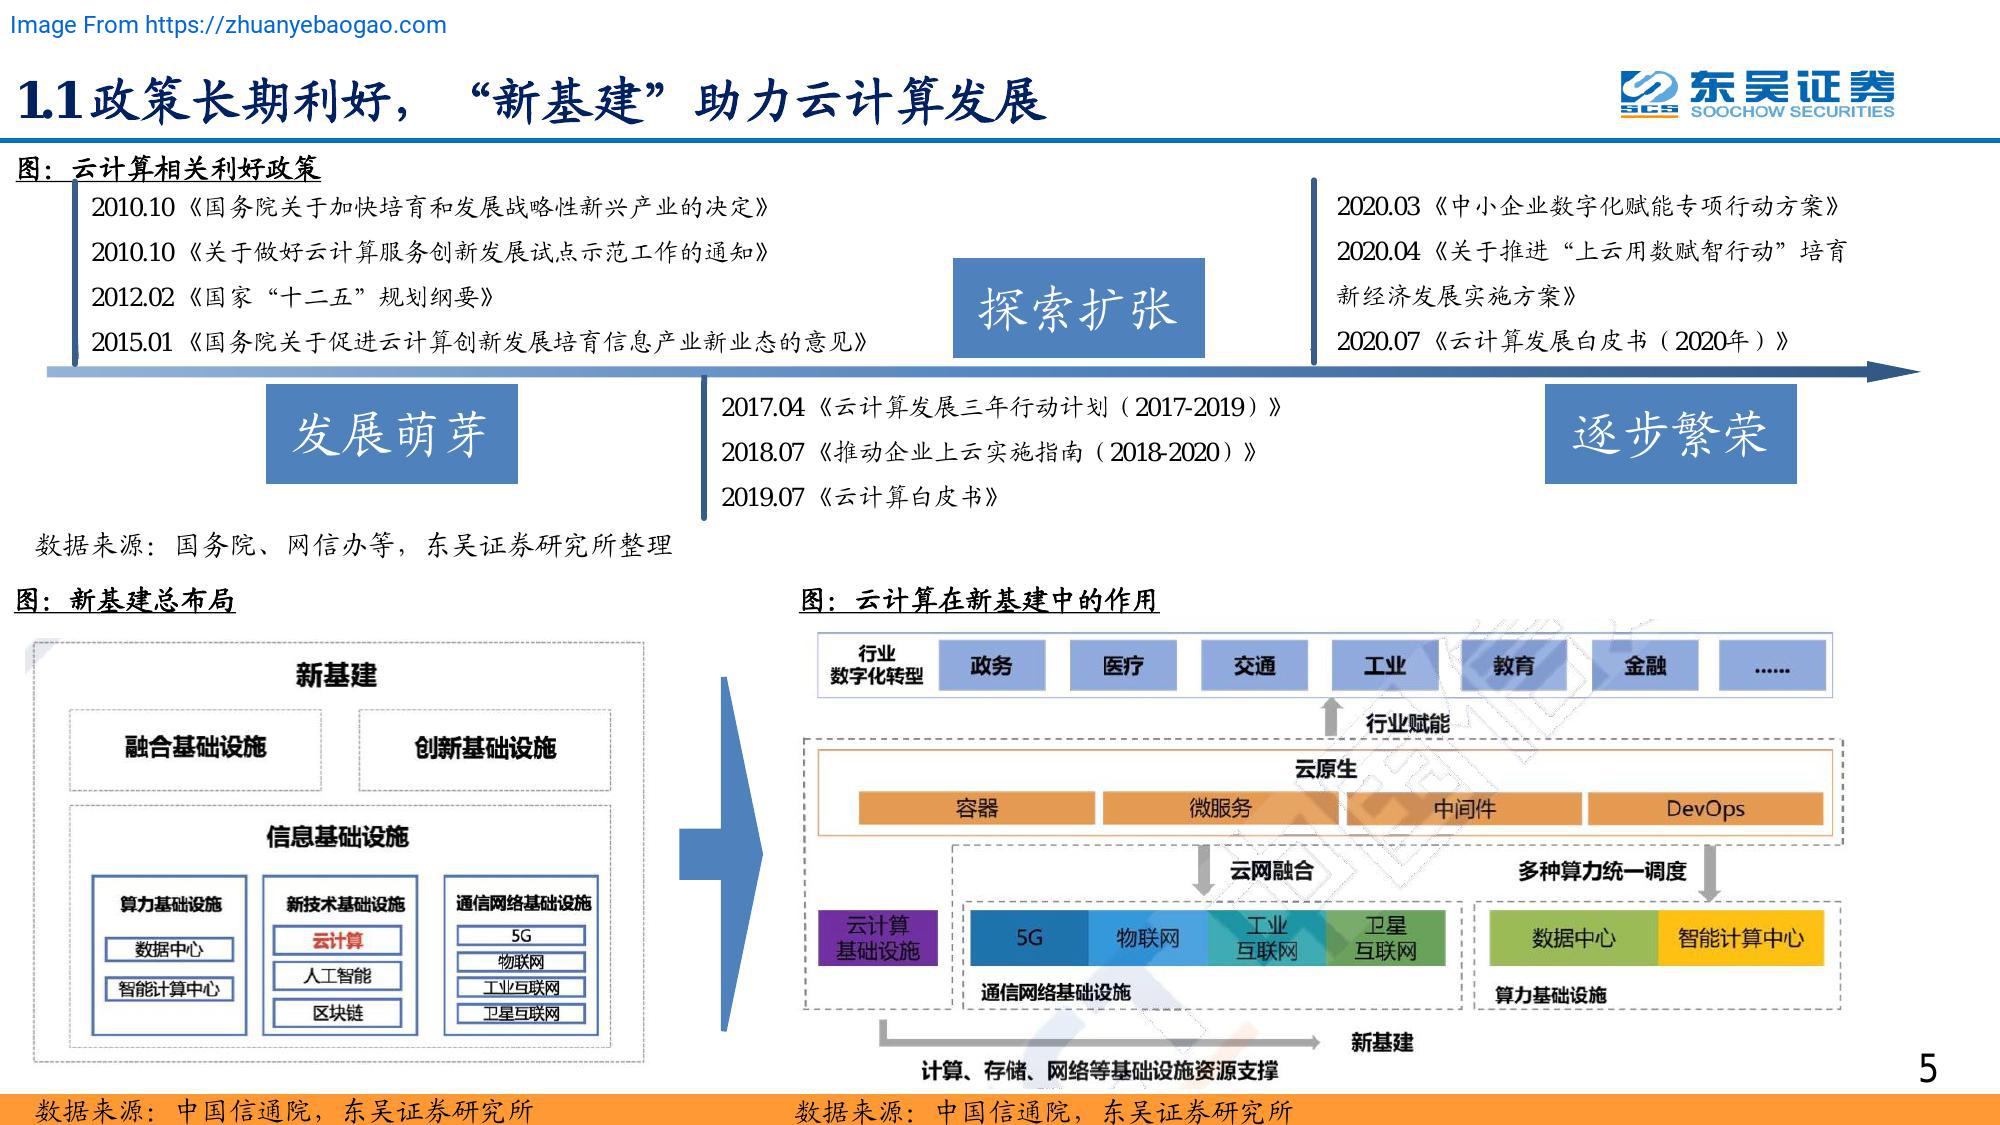 Image From https://zhuanyebaogao.com
1.1政策长期利好，“新基建”助力云计算发展
东吴证券
SCS
SOOCHOW SECURITIES
图：云计算相关利好政策
2010.10《国务院关于加快培育和发展战略性新兴产业的决定》
2010.10《关于做好云计算服务创新发展试点示范工作的通知》
2012.02《国家“十二五”规划纲要》
2015.01《国务院关于促进云计算创新发展培育信息产业新业态的意见》
探索扩张
2020.03《中小企业数字化赋能专项行动方案》
2020.04《关于推进“上云用数赋智行动”培育
新经济发展实施方案》
2020.07《云计算发展白皮书（2020年）》
发展萌芽
2017.04《云计算发展三年行动计划（2017-2019）》
2018.07《推动企业上云实施指南（2018-2020）》
2019.07《云计算白皮书》
逐步繁荣
数据来源：国务院、网信办等，东吴证券研究所整理
图：新基建总布局
新基建
融合基础设施
创新基础设施
信息基础设施
算力基础设施
数据中心
智能计算中心
新技术基础设施
云计算
人工智能
区块链
通信网络基础设施
5G
物联网
工业互联网
卫星互联网
图：云计算在新基建中的作用
行业
数字化转型
政务
医疗
交通
工业
教育
金融
......
行业赋能
云原生
容器
微服务
中间件
DevOps
云网融合
多种算力统一调度
云计算
基础设施
5G
物联网
工业
互联网
卫星
互联网
通信网络基础设施
数据中心
智能计算中心
算力基础设施
新基建
计算、存储、网络等基础设施资源支撑
5
数据来源：中国信通院，东吴证券研究所
数据来源：中国信通院，东吴证券研究所